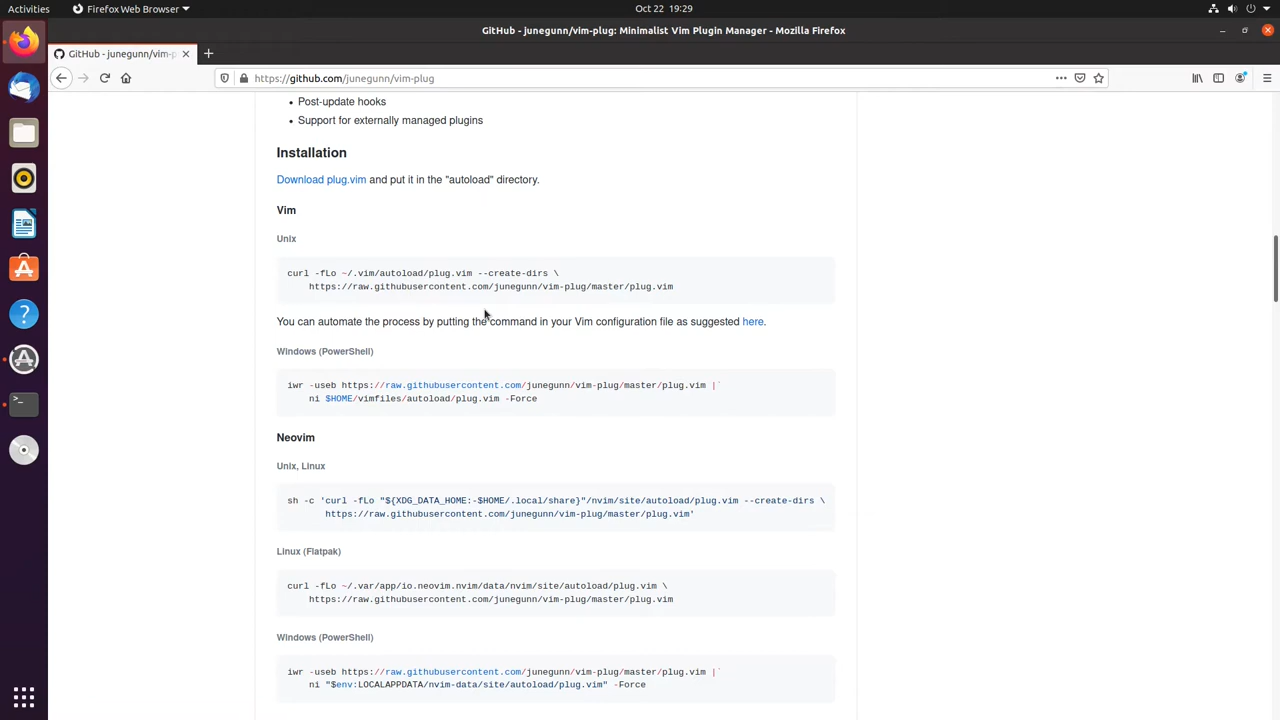 Activities
Firefox Web Browser
Oct 22 19:29
GitHub - junegunn/vim-plug: Minimalist Vim Plugin Manager - Mozilla Firefox
GitHub - junegunn/vim-p
https://github.com/junegunn/vim-plug
• Post-update hooks
• Support for externally managed plugins
Installation
Download plug.vim and put it in the "autoload" directory.
Vim
Unix
curl -fLo ~/.vim/autoload/plug.vim --create-dirs \
https://raw.githubusercontent.com/junegunn/vim-plug/master/plug.vim
You can automate the process by putting the command in your Vim configuration file as suggested here.
Windows (PowerShell)
iwr -useb https://raw.githubusercontent.com/junegunn/vim-plug/master/plug.vim |`
ni $HOME/vimfiles/autoload/plug.vim -Force
Neovim
Unix, Linux
sh -c 'curl -fLo "${XDG_DATA_HOME:-$HOME/.local/share}"/nvim/site/autoload/plug.vim --create-dirs \
https://raw.githubusercontent.com/junegunn/vim-plug/master/plug.vim'
Linux (Flatpak)
curl -fLo ~/.var/app/io.neovim.nvim/data/nvim/site/autoload/plug.vim \
https://raw.githubusercontent.com/junegunn/vim-plug/master/plug.vim
Windows (PowerShell)
iwr -useb https://raw.githubusercontent.com/junegunn/vim-plug/master/plug.vim |`
ni "$env:LOCALAPPDATA/nvim-data/site/autoload/plug.vim" -Force